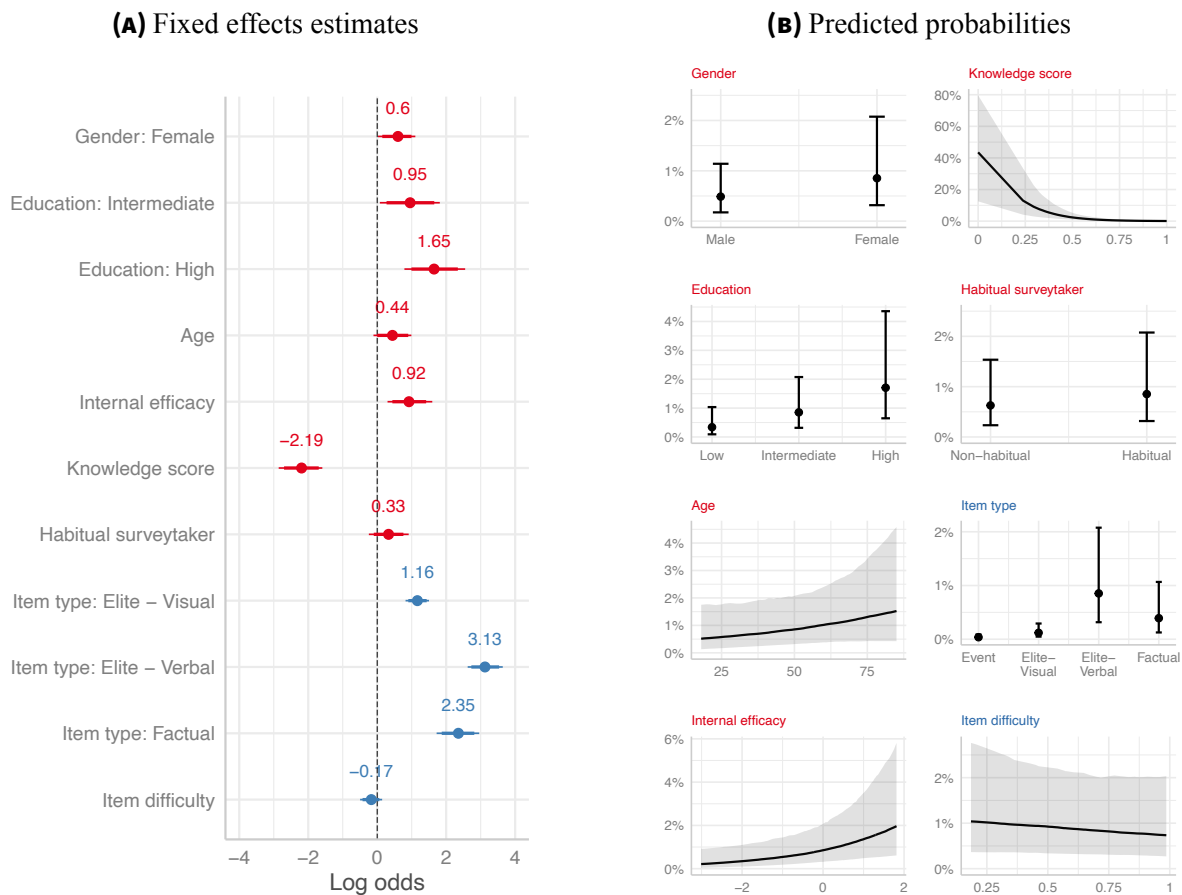 (A) Fixed effects estimates
0.6
Gender: Female
0.95
Education: Intermediate
1.65
Education: High
0.44
Age
0.92
Internal efficacy
−2.19
Knowledge score
0.33
Habitual surveytaker
1.16
Item type: Elite − Visual
3.13
Item type: Elite − Verbal
2.35
Item type: Factual
−0.17
Item difficulty
−4 −2 0 2 4
Log odds
(B) Predicted probabilities
Gender
2%
1%
0%
Male Female
Knowledge score
80%
60%
40%
20%
0%
0 0.25 0.5 0.75 1
Education
4%
3%
2%
1%
0%
Low Intermediate High
Habitual surveytaker
2%
1%
0%
Non−habitual Habitual
Age
4%
3%
2%
1%
0%
25 50 75
Item type
2%
1%
0%
Event Elite− Elite− Factual
Visual Verbal
Internal efficacy
6%
4%
2%
0%
−2 0 2
Item difficulty
2%
1%
0%
0.25 0.5 0.75 1